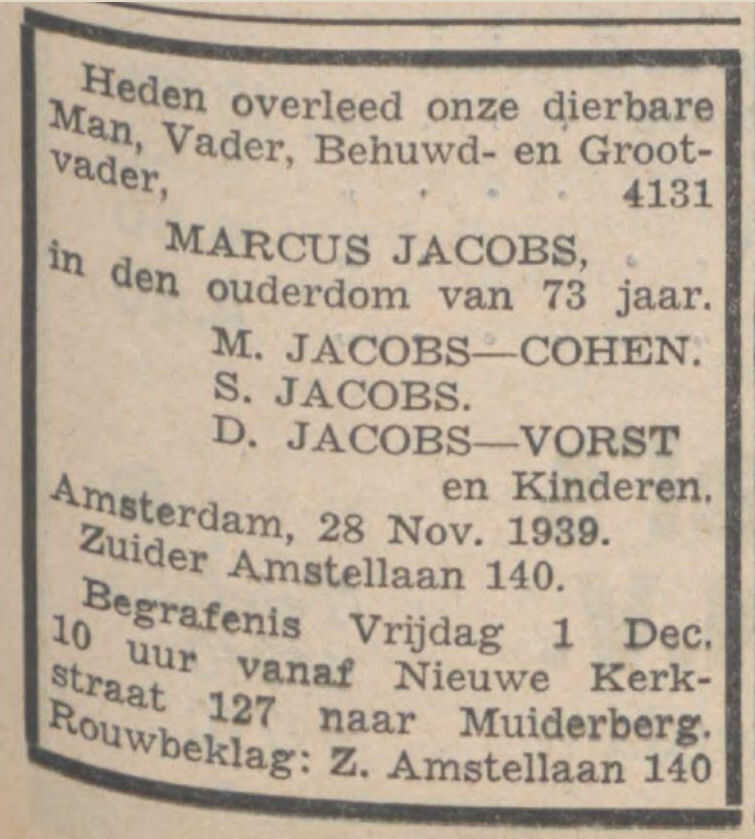 Heden overleed onze dierbare
Man, Vader, Behuwd- en Groot-
vader, 4131
MARCUS JACOBS,
in den ouderdom van 73 jaar.
M. JACOBS—COHEN.
S. JACOBS.
D. JACOBS—VORST
en Kinderen.
Amsterdam, 28 Nov. 1939.
Zuider Amstellaan 140.
Begrafenis Vrijdag 1 Dec.
10 uur vanaf Nieuwe Kerk-
straat 127 naar Muiderberg.
Rouwbeklag: Z. Amstellaan 140